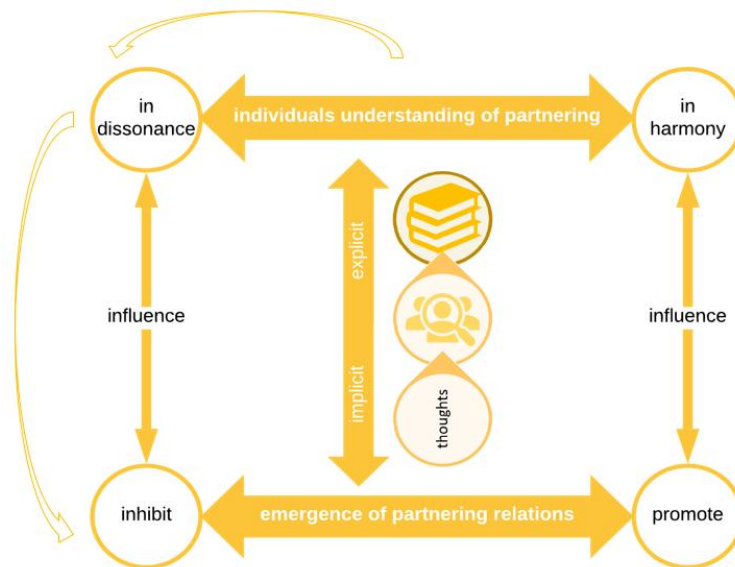 in
dissonance
individuals understanding of partnering
in
harmony
explicit
influence
influence
implicit
thoughts
inhibit
emergence of partnering relations
promote